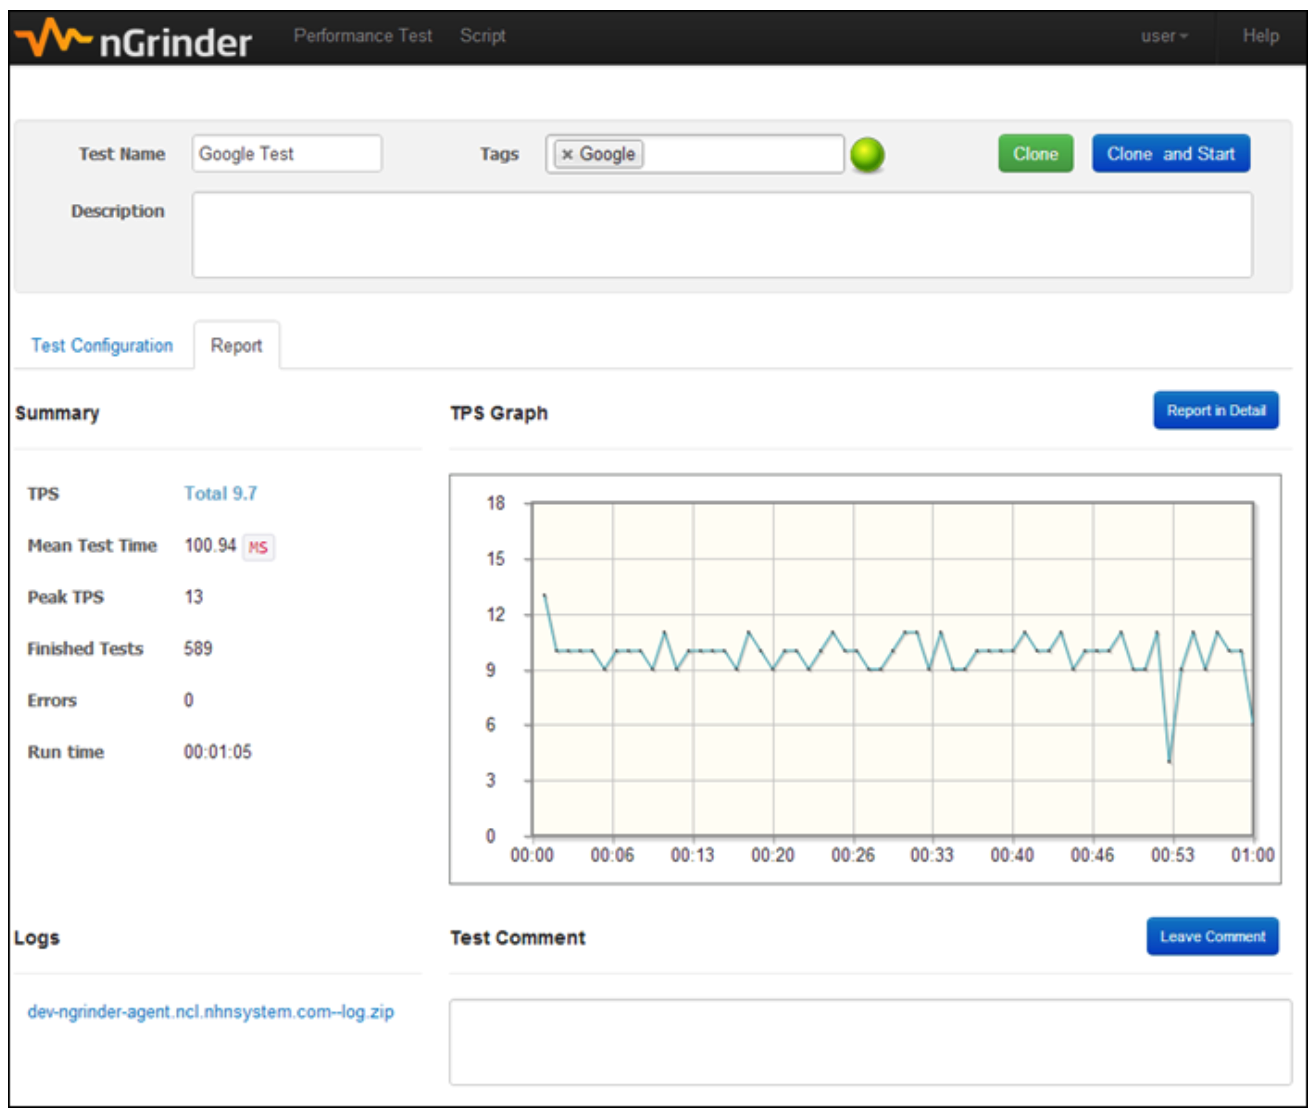 nGrinder Performance Test Script user Help
Test Name Google Test Tags × Google Clone Clone and Start
Description
Test Configuration Report
Summary
TPS Total 9.7
Mean Test Time 100.94 MS
Peak TPS 13
Finished Tests 589
Errors 0
Run time 00:01:05
TPS Graph Report in Detail
18
15
12
9
6
3
0
00:00 00:06 00:13 00:20 00:26 00:33 00:40 00:46 00:53 01:00
Logs
dev-ngrinder-agent.ncl.nhnsystem.com--log.zip
Test Comment Leave Comment